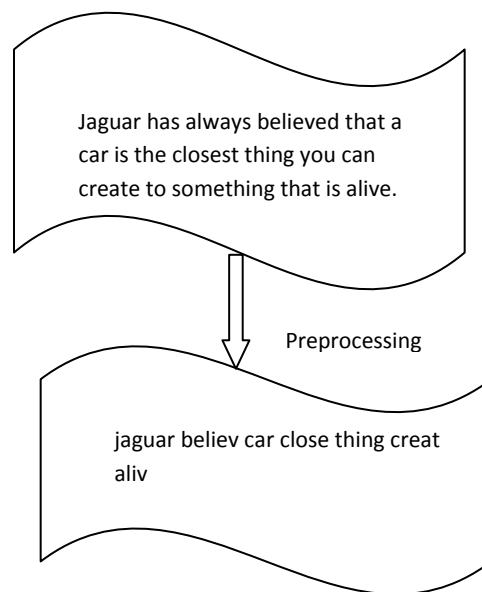 Jaguar has always believed that a
car is the closest thing you can
create to something that is alive.
Preprocessing
jaguar believ car close thing creat
aliv